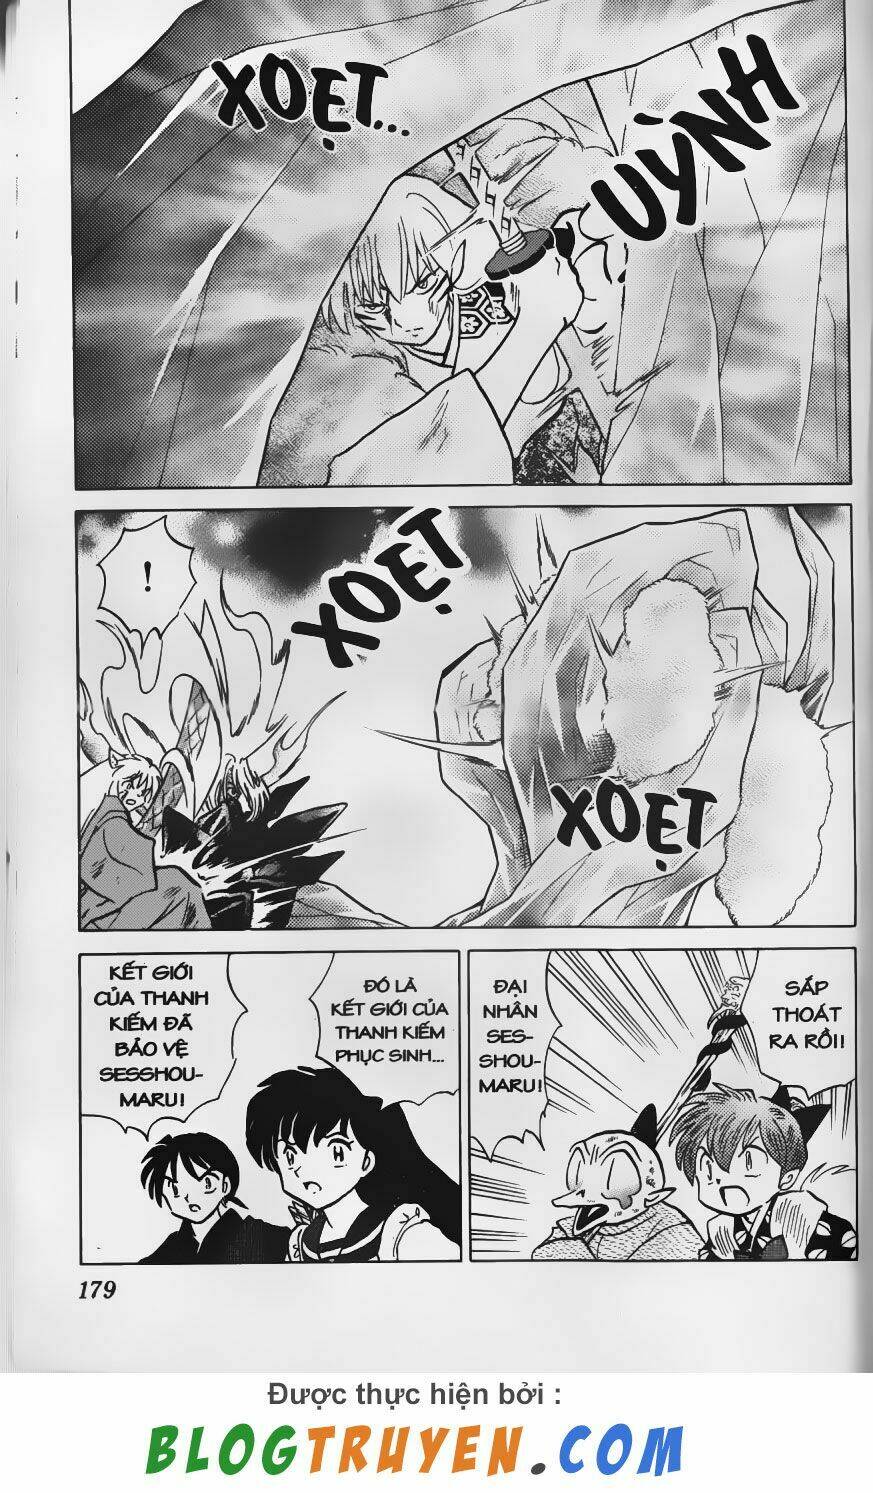 XOẸT...
UỲNH
!
XOẸT
XOẸT
SẮP
THOÁT
RA RỒI!
ĐẠI
NHÂN
SES-
SHOU-
MARU!
ĐÓ LÀ
KẾT GIỚI CỦA
THANH KIẾM
PHỤC SINH...
KẾT GIỚI
CỦA THANH
KIẾM ĐÃ
BẢO VỆ
SESSHOU-
MARU!
179
Được thực hiện bởi :
BLOGTRUYEN.COM